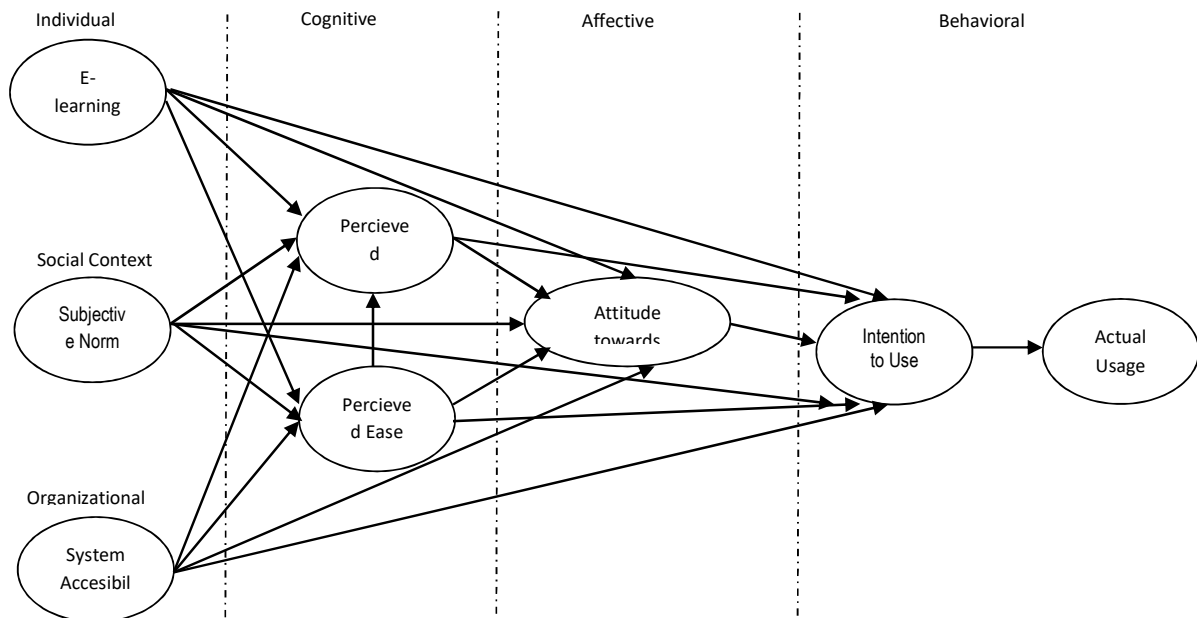 Individual
Cognitive
Affective
Behavioral
E-
learning
Percieve
d
Social Context
Subjectiv
e Norm
Attitude
towards
Intention
to Use
Actual
Usage
Percieve
d Ease
Organizational
System
Accesibil